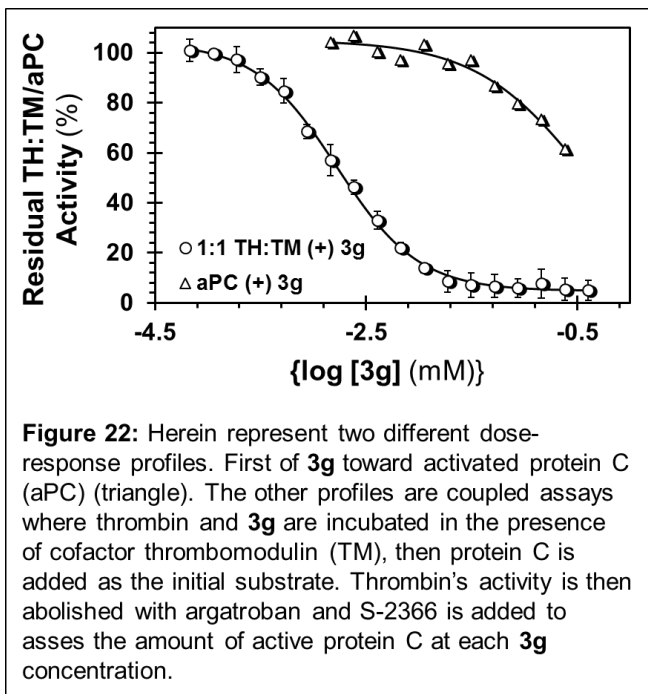 Residual TH:TM/aPC
Activity (%)
100
80
60
40
20
0
1:1 TH:TM (+) 3g
aPC (+) 3g
-4.5 -2.5 -0.5
{log [3g] (mM)}
Figure 22: Herein represent two different dose-
response profiles. First of 3g toward activated protein C
(aPC) (triangle). The other profiles are coupled assays
where thrombin and 3g are incubated in the presence
of cofactor thrombomodulin (TM), then protein C is
added as the initial substrate. Thrombin's activity is then
abolished with argatroban and S-2366 is added to
asses the amount of active protein C at each 3g
concentration.